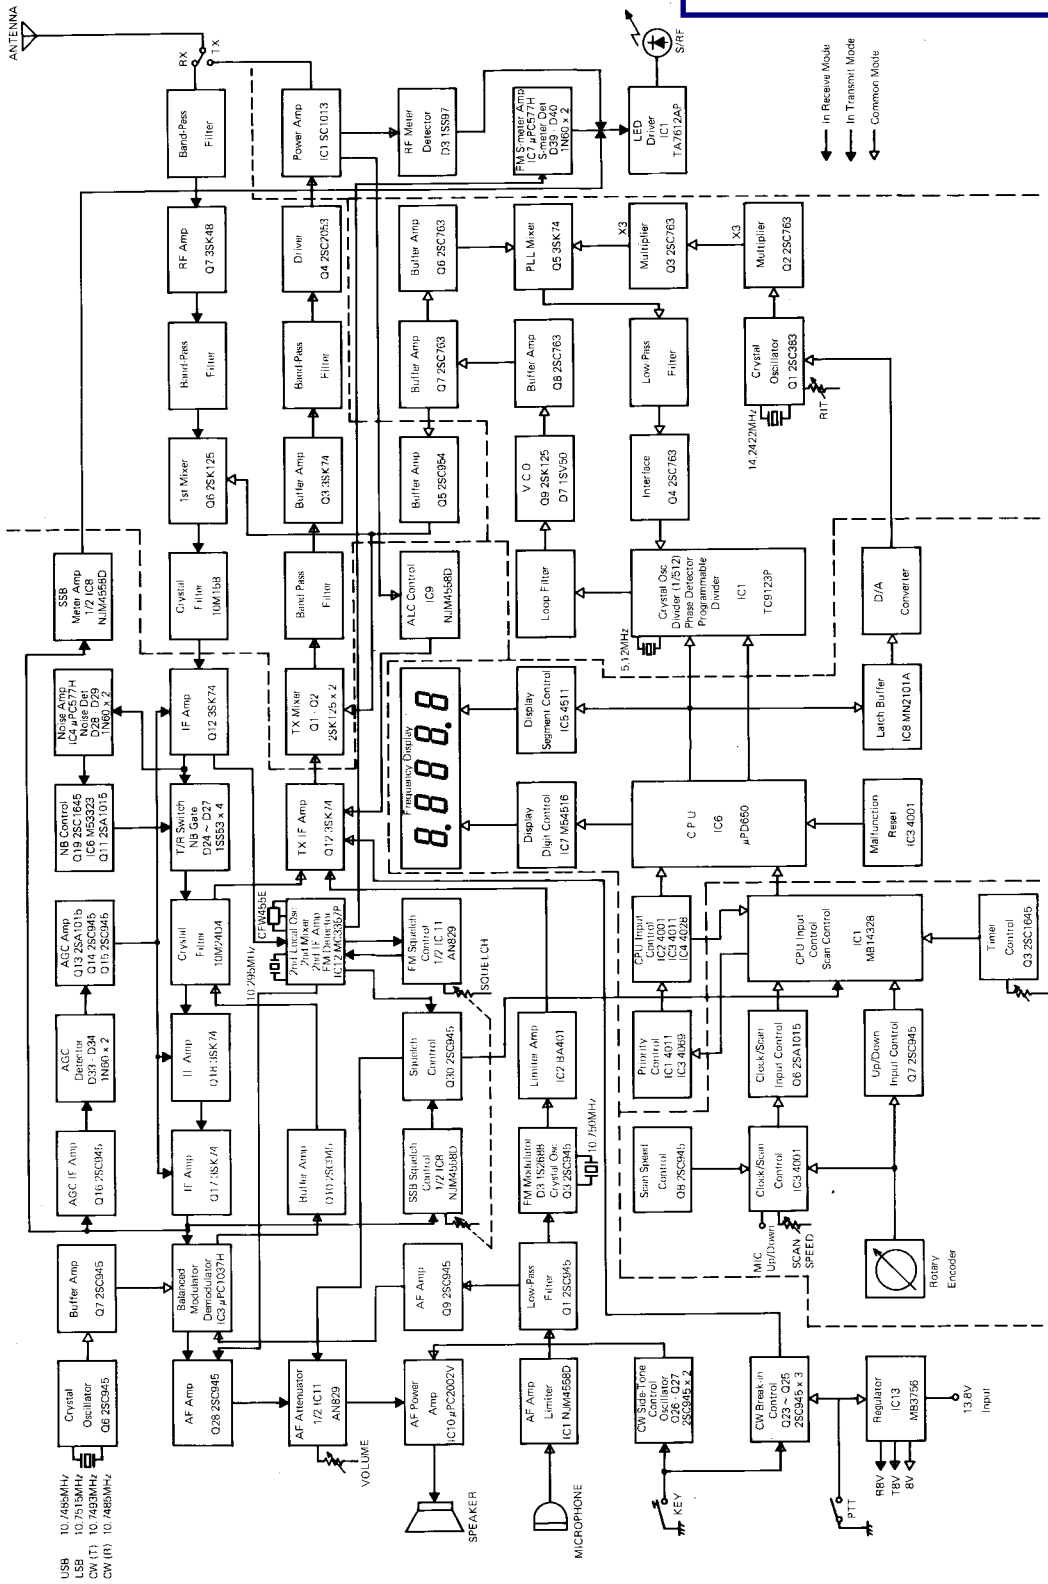 ANTENNA
RX
TX
Band-Pass
Filter
RF Amp
Q7 3SK48
Band-Pass
Filter
1st Mixer
Q6 2SK125
Crystal
Filter
10M15B
IF Amp
Q12 3SK74
T/R Switch
NB Gate
D24 ~ D27
1SS53 x 4
Crystal
Filter
10M24D4
IF Amp
Q18 3SK74
IF Amp
Q17 3SK74
Balanced
Modulator
Demodulator
IC3 μPC1037H
AF Amp
Q28 2SC945
SSB
Meter Amp
1/2 IC8
NJM4558D
Noise Amp
IC4 μPC577H
Noise Det
D28 · D29
1N60 x 2
NB Control
Q19 2SC1645
IC6 M53323
Q11 2SA1015
AGC Amp
Q13 2SA1015
Q14 2SC945
Q15 2SC945
AGC
Detector
D33 · D34
1N60 x 2
AGC IF Amp
Q16 2SC945
Buffer Amp
Q7 2SC945
Crystal
Oscillator
Q6 2SC945
USB 10.7485MHz
LSB 10.7515MHz
CW (T) 10.7493MHz
CW (R) 10.7485MHz
Power Amp
IC1 SC1013
Driver
Q4 2SC2053
Band-Pass
Filter
Buffer Amp
Q3 3SK74
Band Pass
Filter
TX Mixer
Q1 · Q2
2SK125 x 2
TX IF Amp
Q12 3SK74
CFW455E
10.295MHz
2nd Local Osc
2nd Mixer
2nd IF Amp
FM Detector
IC12 MC3357P
Buffer Amp
Q10 2SC945
AF Attenuator
1/2 IC11
AN829
VOLUME
RF Meter
Detector
D3 1SS97
Buffer Amp
Q6 2SC763
Buffer Amp
Q7 2SC763
Buffer Amp
Q5 2SC954
ALC Control
IC9
NJM4558D
Frequency Display
8.888.8
FM Squelch
Control
1/2 IC11
AN829
SQUELCH
Squelch
Control
Q30 2SC945
SSB Squelch
Control
1/2 IC8
NJM4558D
AF Amp
Q9 2SC945
AF Power
Amp
IC10 μPC2002V
SPEAKER
FM S-meter Amp
IC7 μPC577H
S-meter Det
D39 · D40
1N60 x 2
PLL Mixer
Q5 3SK74
Buffer Amp
Q8 2SC763
V C O
Q9 2SK125
D7 1SV50
Loop Filter
Display
Segment Control
IC5 4511
Display
Digit Control
IC7 M54516
Limiter Amp
IC2 BA401
FM Modulator
D3 1S2688
Crystal Osc
Q3 2SC945
10.750MHz
Low-Pass
Filter
Q1 2SC945
AF Amp
Limiter
IC1 NJM4558D
MICROPHONE
S/RF
LED
Driver
IC1
TA7612AP
X3
Multiplier
Q3 2SC763
Low-Pass
Filter
Interface
Q4 2SC763
Crystal Osc
Divider (1/512)
Phase Detector
Programmable
Divider
IC1
TC9123P
5.12MHz
C P U
IC6
μPD650
CPU Input
Control
IC2 4001
IC3 4011
IC4 4028
Priority
Control
IC1 4011
IC3 4069
Scan Speed
Control
Q8 2SC945
CW Side-Tone
Control
Oscillator
Q26 · Q27
2SC945 x 2
KEY
X3
Multiplier
Q2 2SC763
Crystal
Oscillator
Q1 2SC383
14.2422MHz
RIT
CPU Input
Control
Scan Control
IC1
MB14328
Clock/Scan
Input Control
Q6 2SA1015
Clock/Scan
Control
IC3 4001
MIC
Up/Down
SCAN
SPEED
CW Break-in
Control
Q23 ~ Q25
2SC945 x 3
In Receive Mode
In Transmit Mode
Common Mode
D/A
Converter
Latch Buffer
IC8 MN2101A
Malfunction
Reset
IC3 4001
Up/Down
Input Control
Q7 2SC945
Rotary
Encoder
Regulator
IC13
MB3756
R8V
T8V
8V
PTT
13.8V
Input
Timer
Control
Q3 2SC1645